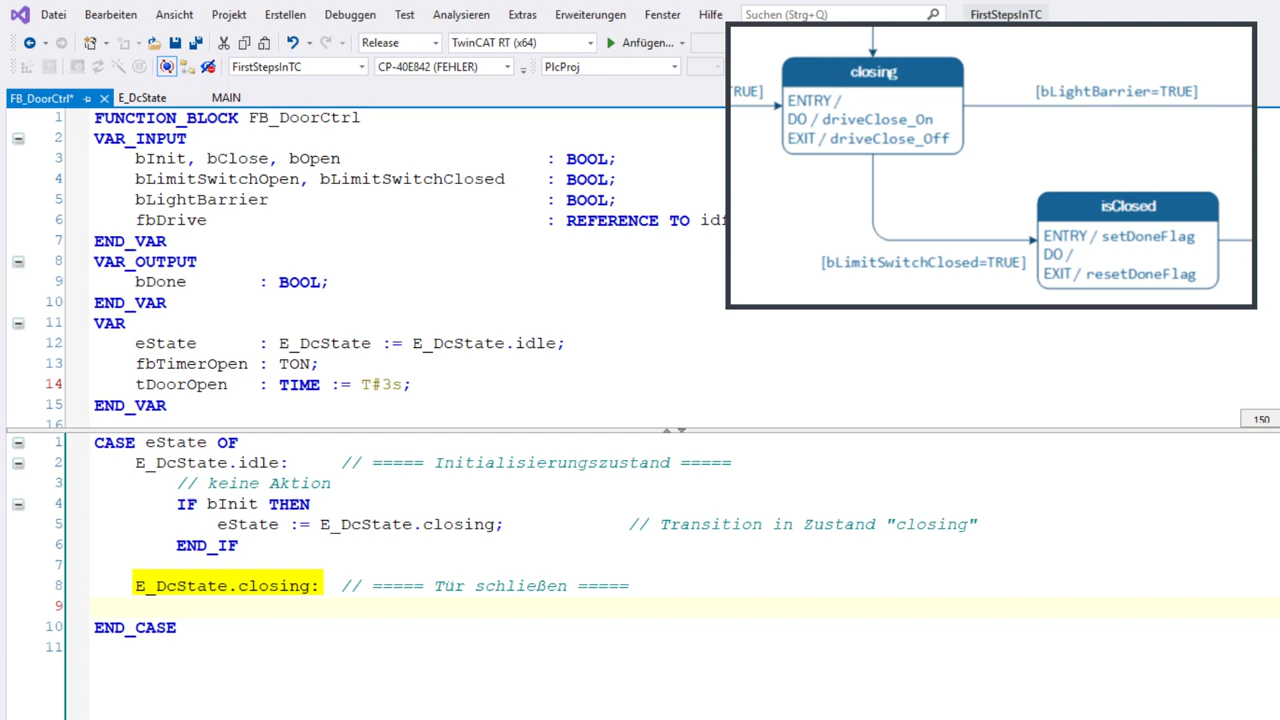 Datei Bearbeiten Ansicht Projekt Erstellen Debuggen Test Analysieren Extras Erweiterungen Fenster Hilfe Suchen (Strg+Q) FirstStepsInTC
Release TwinCAT RT (x64) Anfügen...
FirstStepsInTC CP-40E842 (FEHLER) PlcProj
FB_DoorCtrl* E_DcState MAIN
1 FUNCTION_BLOCK FB_DoorCtrl
2 VAR_INPUT
3 bInit, bClose, bOpen : BOOL;
4 bLimitSwitchOpen, bLimitSwitchClosed : BOOL;
5 bLightBarrier : BOOL;
6 fbDrive : REFERENCE TO idf
7 END_VAR
8 VAR_OUTPUT
9 bDone : BOOL;
10 END_VAR
11 VAR
12 eState : E_DcState := E_DcState.idle;
13 fbTimerOpen : TON;
14 tDoorOpen : TIME := T#3s;
15 END_VAR
16
150
closing
ENTRY /
DO / driveClose_On
EXIT / driveClose_Off
TRUE]
[bLightBarrier=TRUE]
[bLimitSwitchClosed=TRUE]
isClosed
ENTRY / setDoneFlag
DO /
EXIT / resetDoneFlag
1 CASE eState OF
2 E_DcState.idle: // ===== Initialisierungszustand =====
3 // keine Aktion
4 IF bInit THEN
5 eState := E_DcState.closing; // Transition in Zustand "closing"
6 END_IF
7
8 E_DcState.closing: // ===== Tür schließen =====
9
10 END_CASE
11